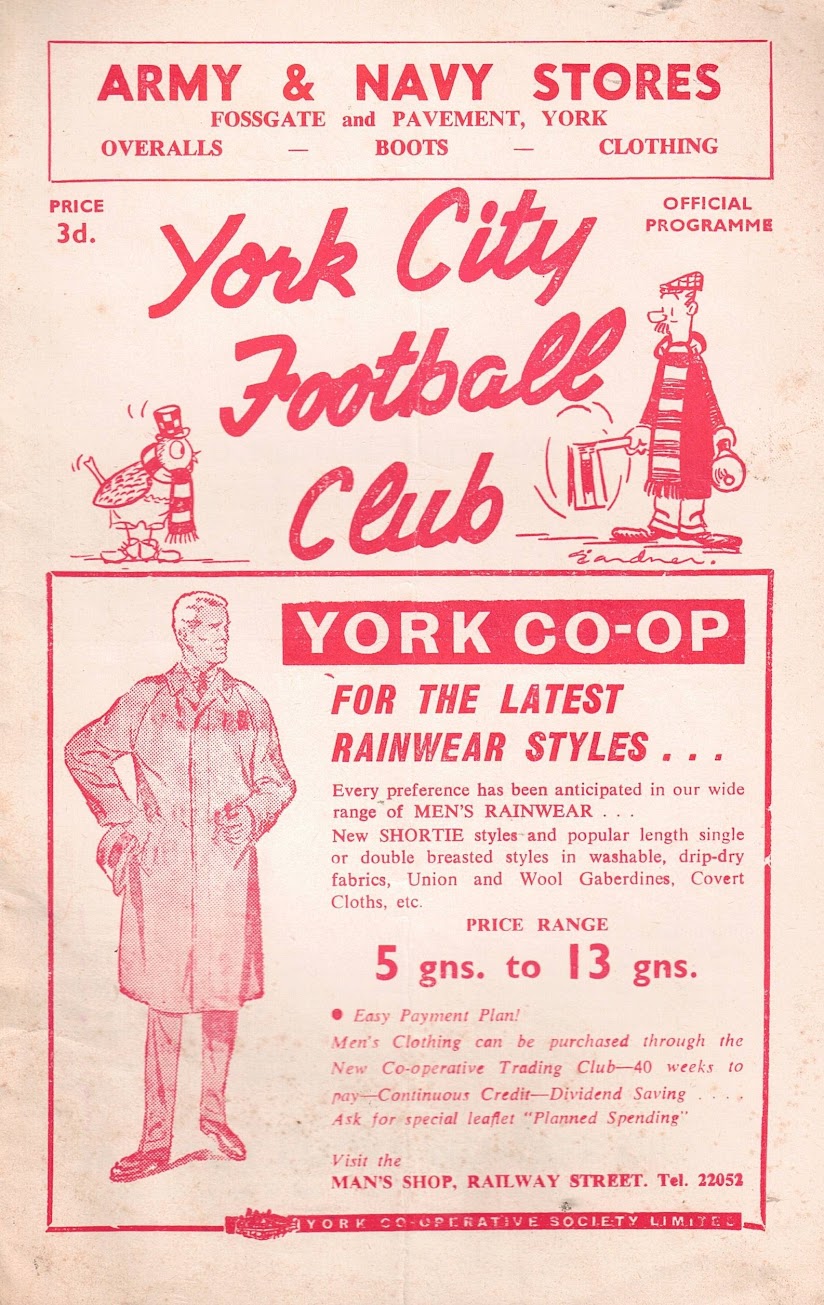 ARMY & NAVY STORES
FOSSGATE and PAVEMENT, YORK
OVERALLS — BOOTS — CLOTHING
PRICE
3d.
OFFICIAL
PROGRAMME
York City
Football
Club
Gardner.
YORK CO-OP
FOR THE LATEST
RAINWEAR STYLES . . .
Every preference has been anticipated in our wide
range of MEN'S RAINWEAR . . .
New SHORTIE styles and popular length single
or double breasted styles in washable, drip-dry
fabrics, Union and Wool Gaberdines, Covert
Cloths, etc.
PRICE RANGE
5 gns. to 13 gns.
● Easy Payment Plan!
Men's Clothing can be purchased through the
New Co-operative Trading Club—40 weeks to
pay—Continuous Credit—Dividend Saving . . . .
Ask for special leaflet "Planned Spending"
Visit the
MAN'S SHOP, RAILWAY STREET. Tel. 22052
YORK CO-OPERATIVE SOCIETY LIMITED